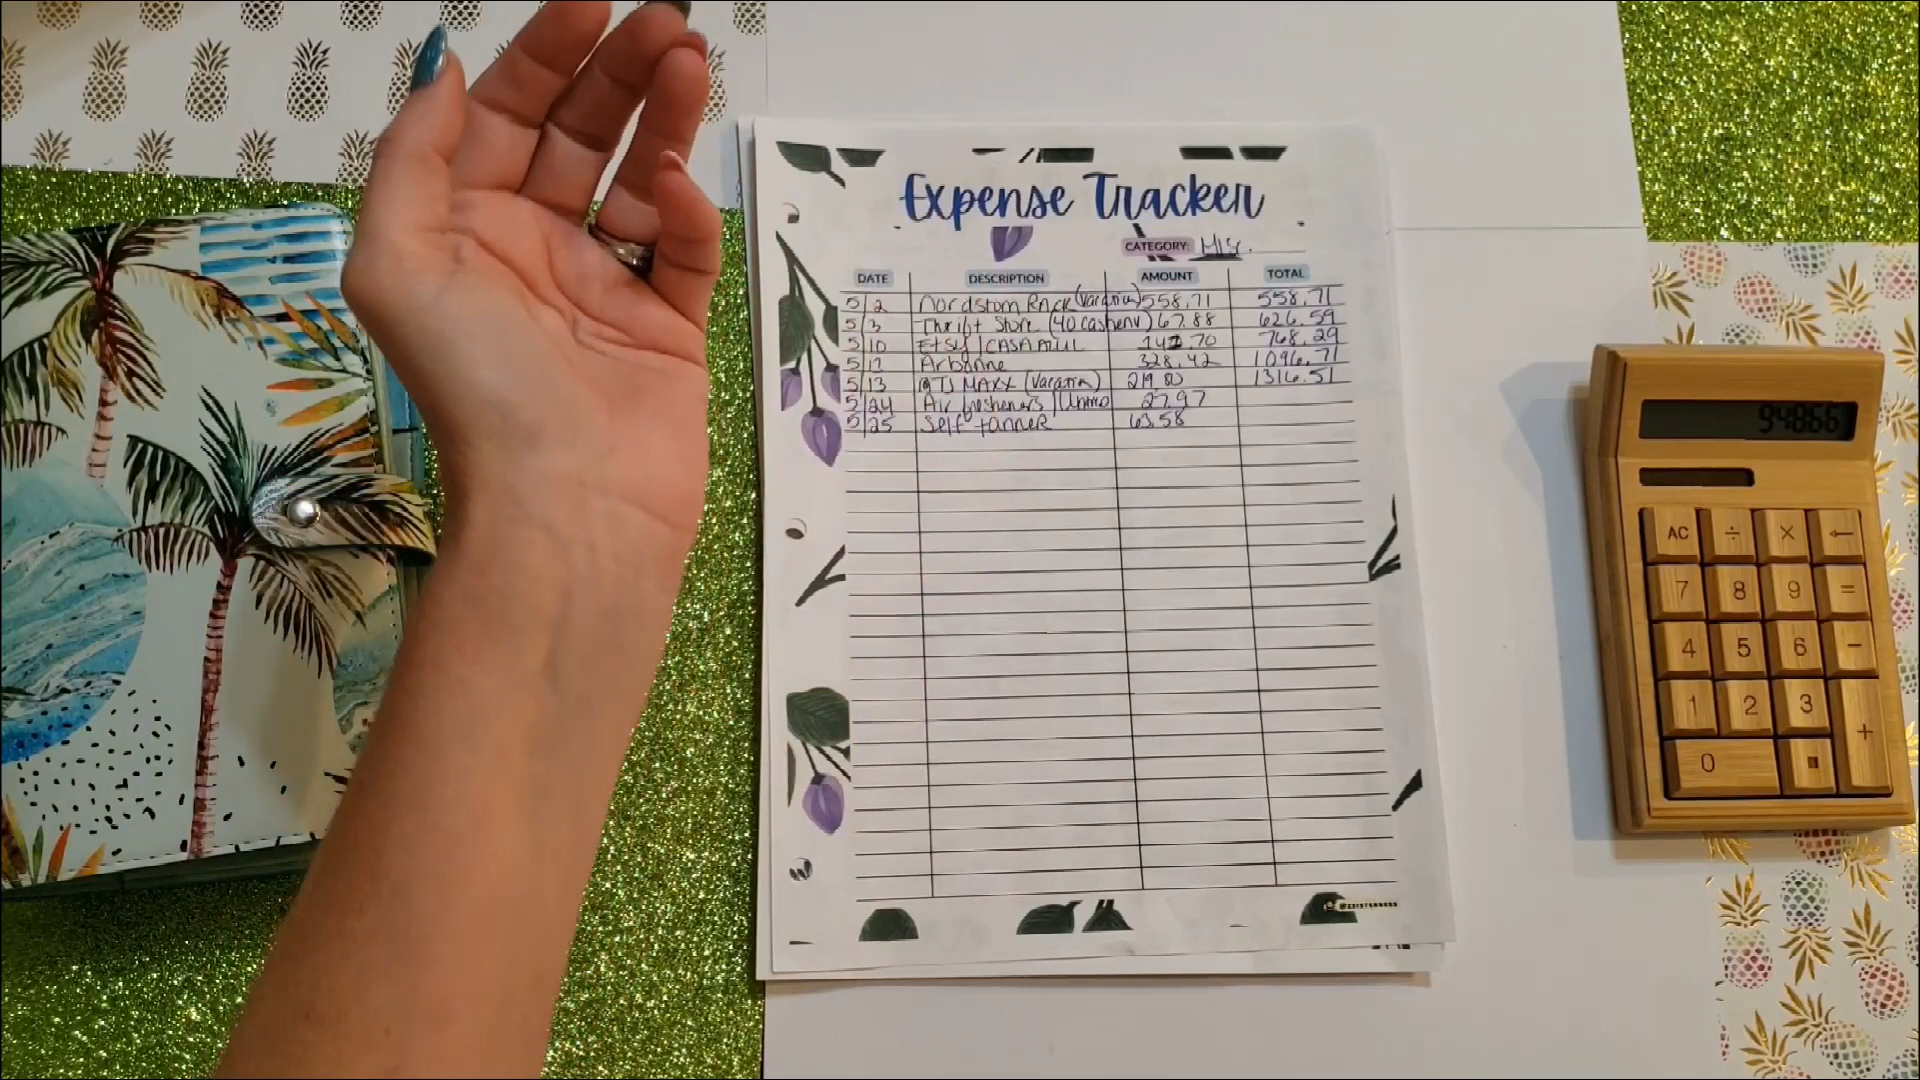 Expense Tracker
CATEGORY:
DATE DESCRIPTION AMOUNT TOTAL
5/2 Nordstom Rack (Vacation) 558.71 558.71
5/3 Thrift Store (40 cash env) 67.88 626.59
5/10 Etsy | CASA AZUL 141.70 768.29
5/12 Arbonne 328.42 1096.71
5/13 TJ MAXX (Vacation) 219.80 1316.51
5/24 Air fresheners 27.97
5/25 Self tanner 63.58
94866
AC ÷ × ←
7 8 9 =
4 5 6 -
1 2 3 +
0 .